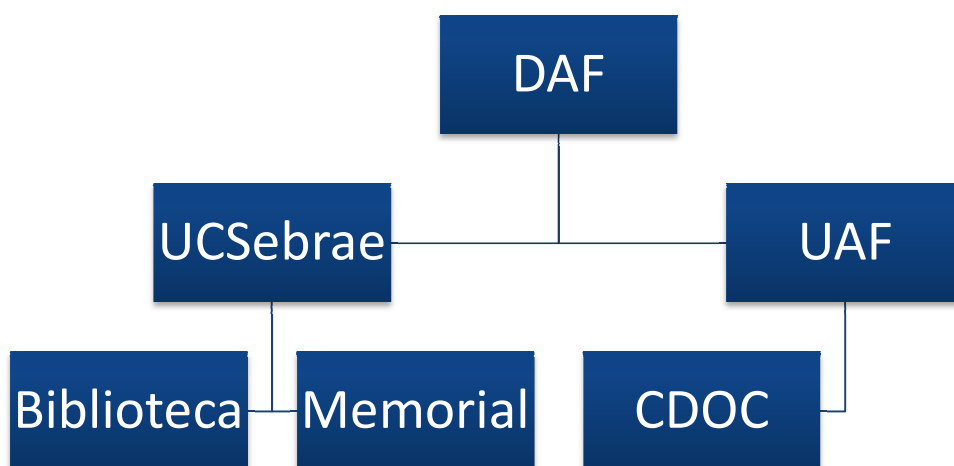 DAF
UCSebrae
UAF
Biblioteca
Memorial
CDOC